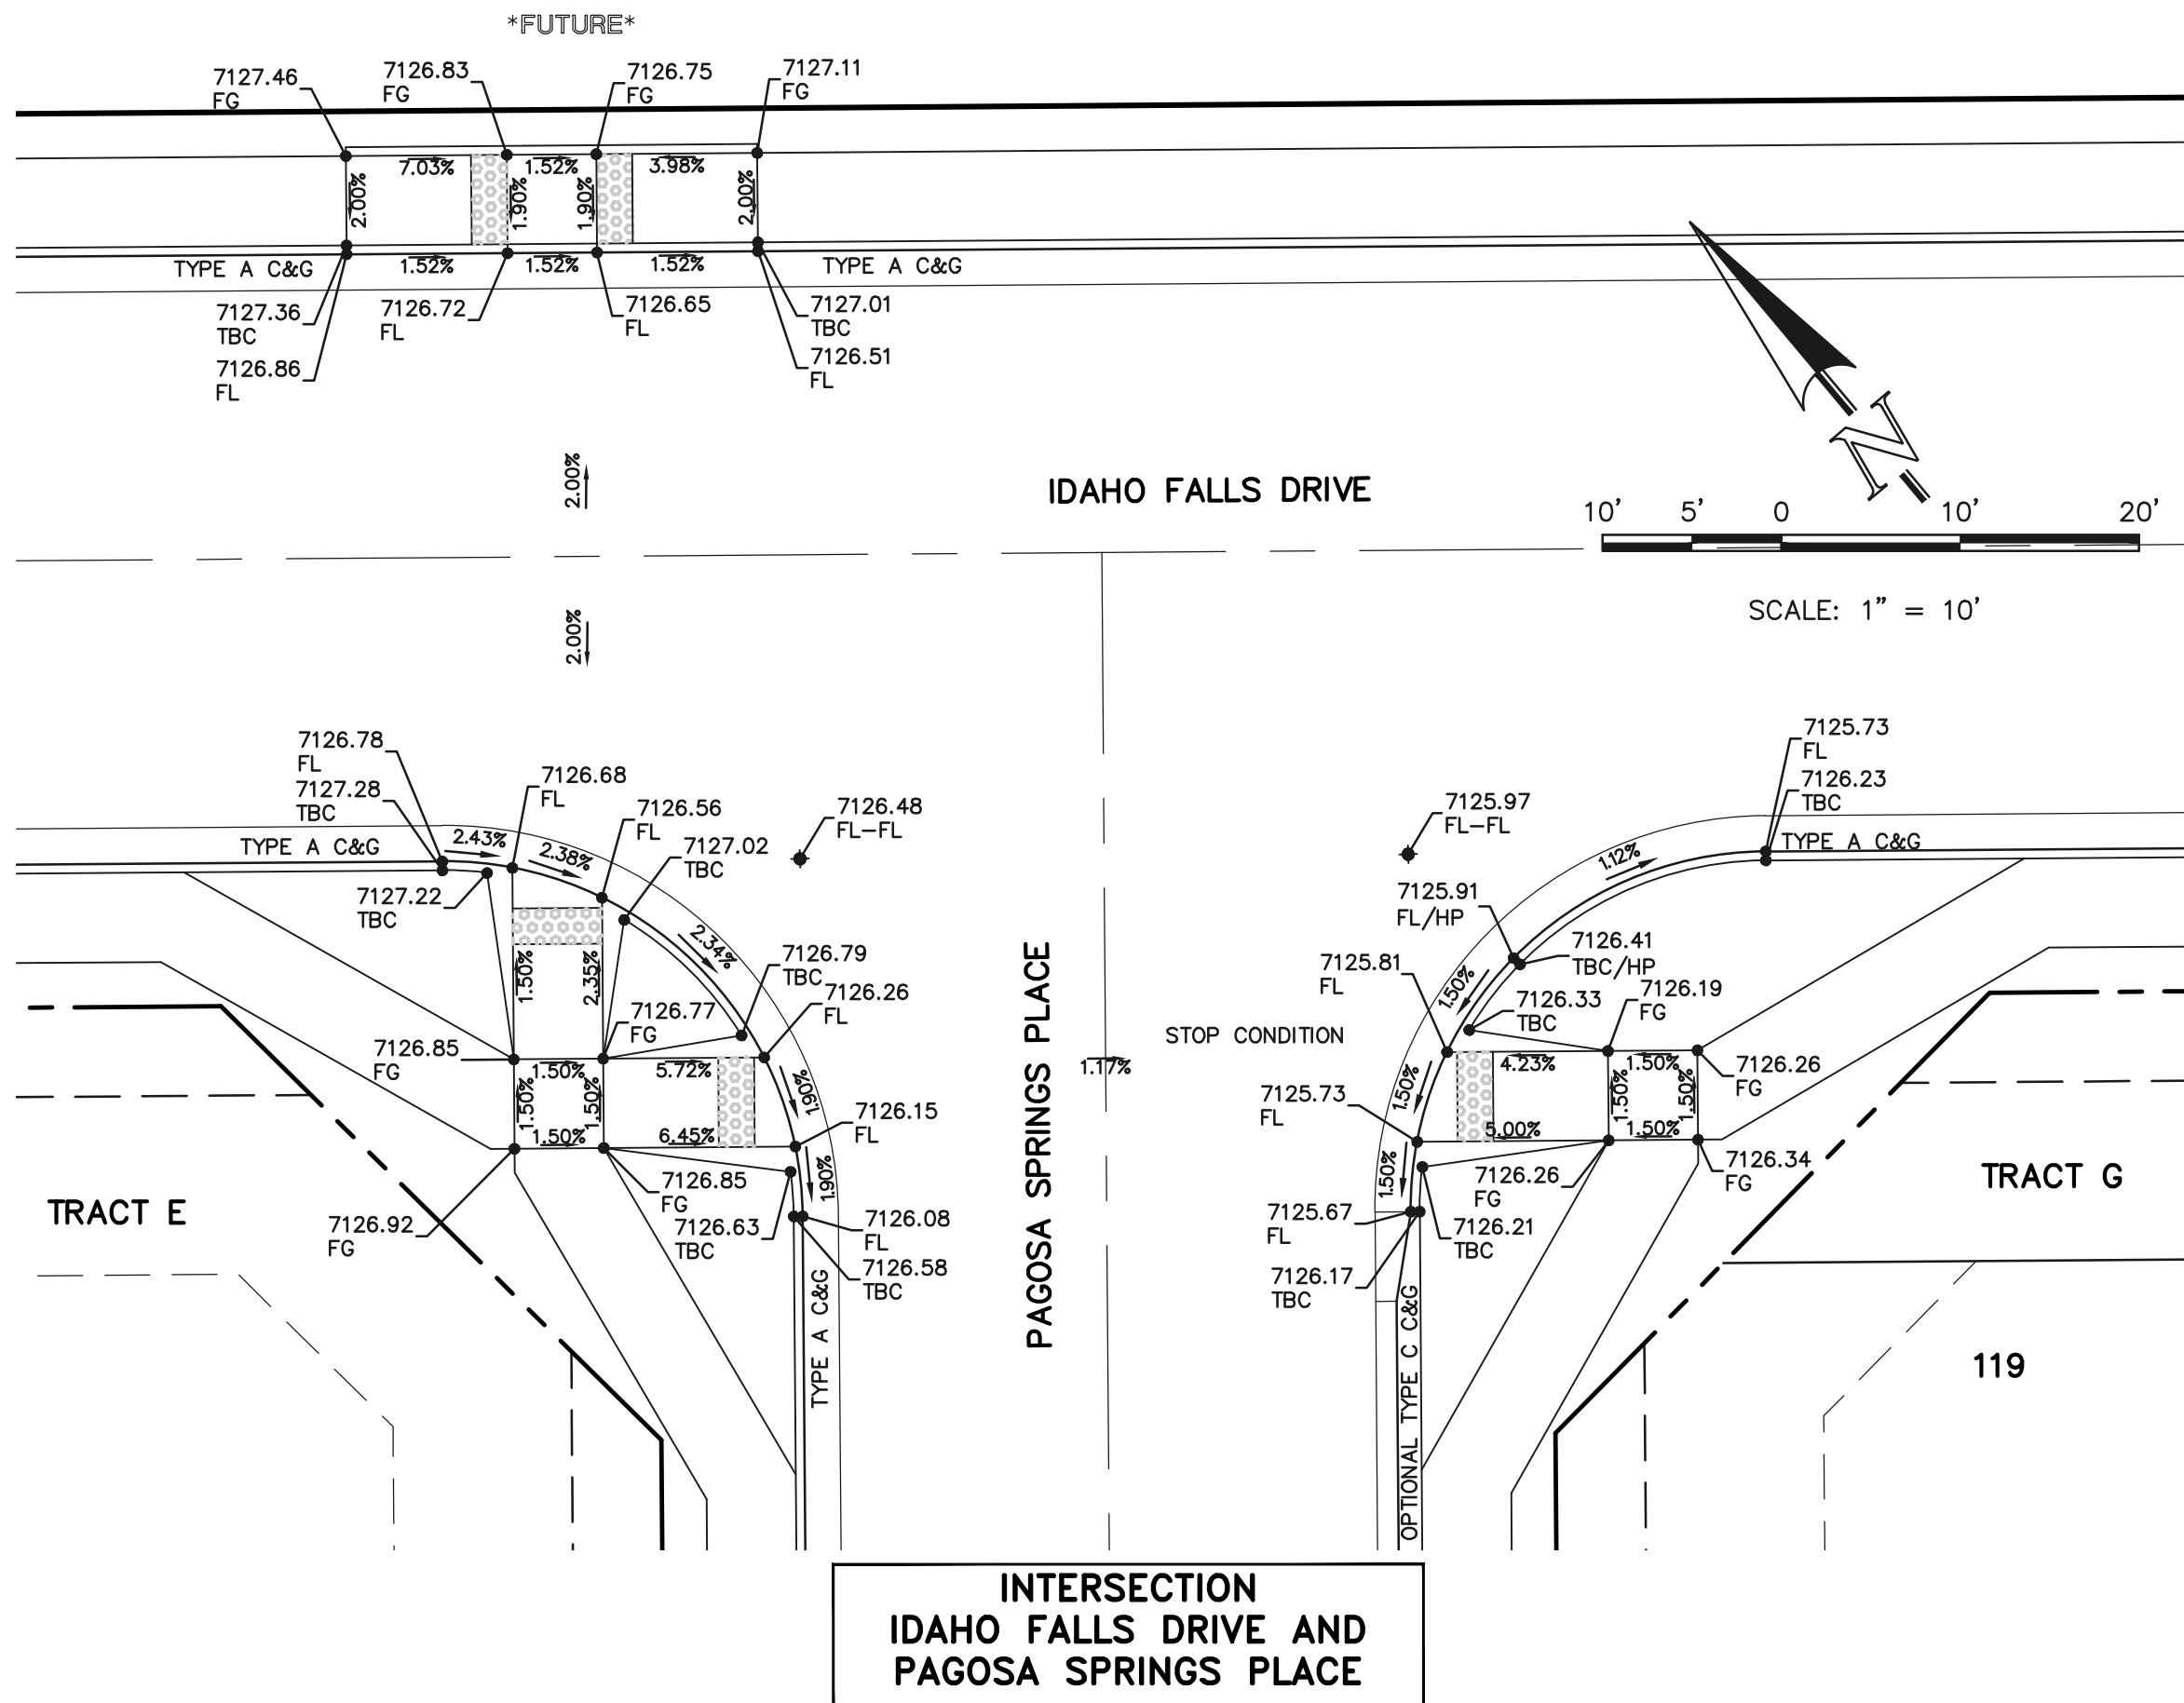 *FUTURE*
7127.46
FG
7126.83
FG
7126.75
FG
7127.11
FG
7.03%
1.52%
3.98%
2.00%
1.90%
1.90%
2.00%
TYPE A C&G
1.52%
1.52%
1.52%
TYPE A C&G
7127.36
TBC
7126.86
FL
7126.72
FL
7126.65
FL
7127.01
TBC
7126.51
FL
N
2.00%
IDAHO FALLS DRIVE
10' 5' 0 10' 20'
SCALE: 1" = 10'
2.00%
7126.78
FL
7127.28
TBC
7126.68
FL
7126.56
FL
7127.02
TBC
7126.48
FL-FL
TYPE A C&G
2.43%
2.38%
7127.22
TBC
2.34%
7126.79
TBC
7126.26
FL
1.50%
2.35%
7126.77
FG
7126.85
FG
1.50%
5.72%
1.50%
1.50%
1.90%
1.50%
6.45%
7126.15
FL
7126.85
FG
1.90%
7126.63
TBC
7126.08
FL
7126.58
TBC
7126.92
FG
TRACT E
TYPE A C&G
PAGOSA SPRINGS PLACE
STOP CONDITION
1.17%
7125.73
FL
7126.23
TBC
TYPE A C&G
7125.97
FL-FL
1.12%
7125.91
FL/HP
7126.41
TBC/HP
7125.81
FL
1.50%
7126.33
TBC
7126.19
FG
4.23%
1.50%
7126.26
FG
1.50%
1.50%
1.50%
7125.73
FL
5.00%
1.50%
1.50%
7126.26
FG
7126.34
FG
7125.67
FL
7126.21
TBC
7126.17
TBC
TRACT G
OPTIONAL TYPE C C&G
119
INTERSECTION
IDAHO FALLS DRIVE AND
PAGOSA SPRINGS PLACE